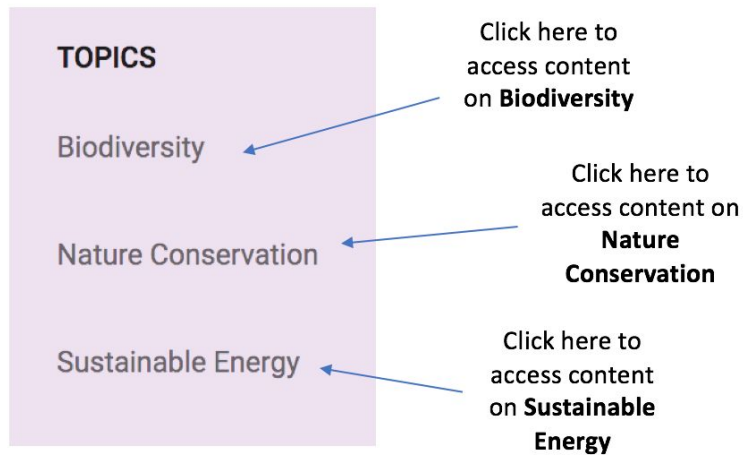 TOPICS
Biodiversity
Nature Conservation
Sustainable Energy
Click here to
access content
on Biodiversity
Click here to
access content on
Nature
Conservation
Click here to
access content
on Sustainable
Energy